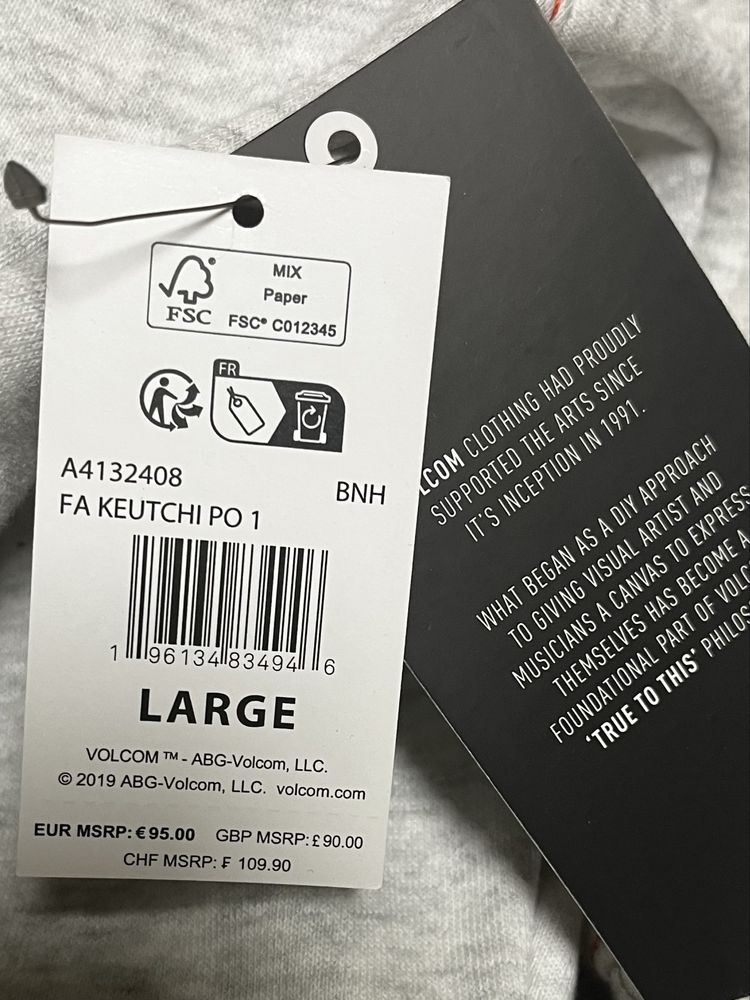 MIX
Paper
FSC
FSC® C012345
FR
A4132408
BNH
FA KEUTCHI PO 1
1 96134 83494 6
LARGE
VOLCOM ™ - ABG-Volcom, LLC.
© 2019 ABG-Volcom, LLC. volcom.com
EUR MSRP: €95.00 GBP MSRP: £90.00
CHF MSRP: ₣ 109.90
LCOM CLOTHING HAD PROUDLY
SUPPORTED THE ARTS SINCE
IT'S INCEPTION IN 1991.
WHAT BEGAN AS A DIY APPROACH
TO GIVING VISUAL ARTIST AND
MUSICIANS A CANVAS TO EXPRESS
THEMSELVES HAS BECOME A
FOUNDATIONAL PART OF VOLC
'TRUE TO THIS' PHILOS